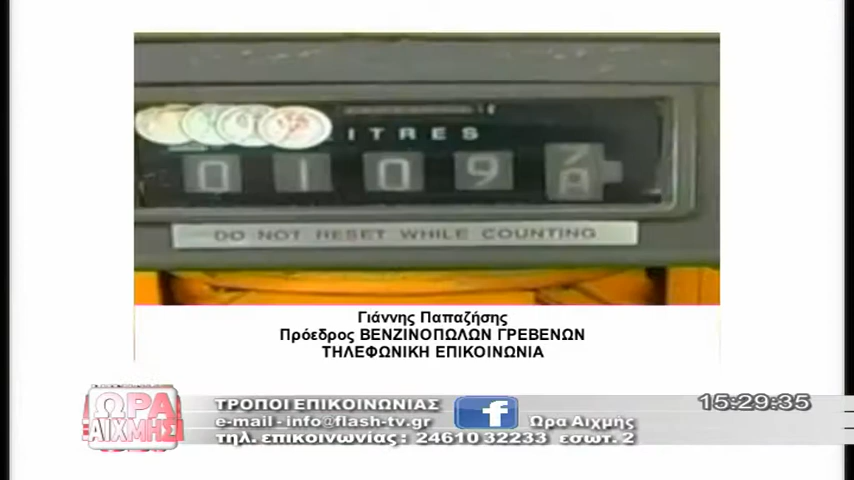 LITRES
0109
DO NOT RESET WHILE COUNTING
Γιάννης Παπαζήσης
Πρόεδρος ΒΕΝΖΙΝΟΠΩΛΩΝ ΓΡΕΒΕΝΩΝ
ΤΗΛΕΦΩΝΙΚΗ ΕΠΙΚΟΙΝΩΝΙΑ
ΩΡΑ
ΑΙΧΜΗΣ
ΤΡΟΠΟΙ ΕΠΙΚΟΙΝΩΝΙΑΣ
e-mail - info@flash-tv.gr
f Ωρα Αιχμής
τηλ. επικοινωνίας : 24610 32233 εσωτ. 2
15:29:35